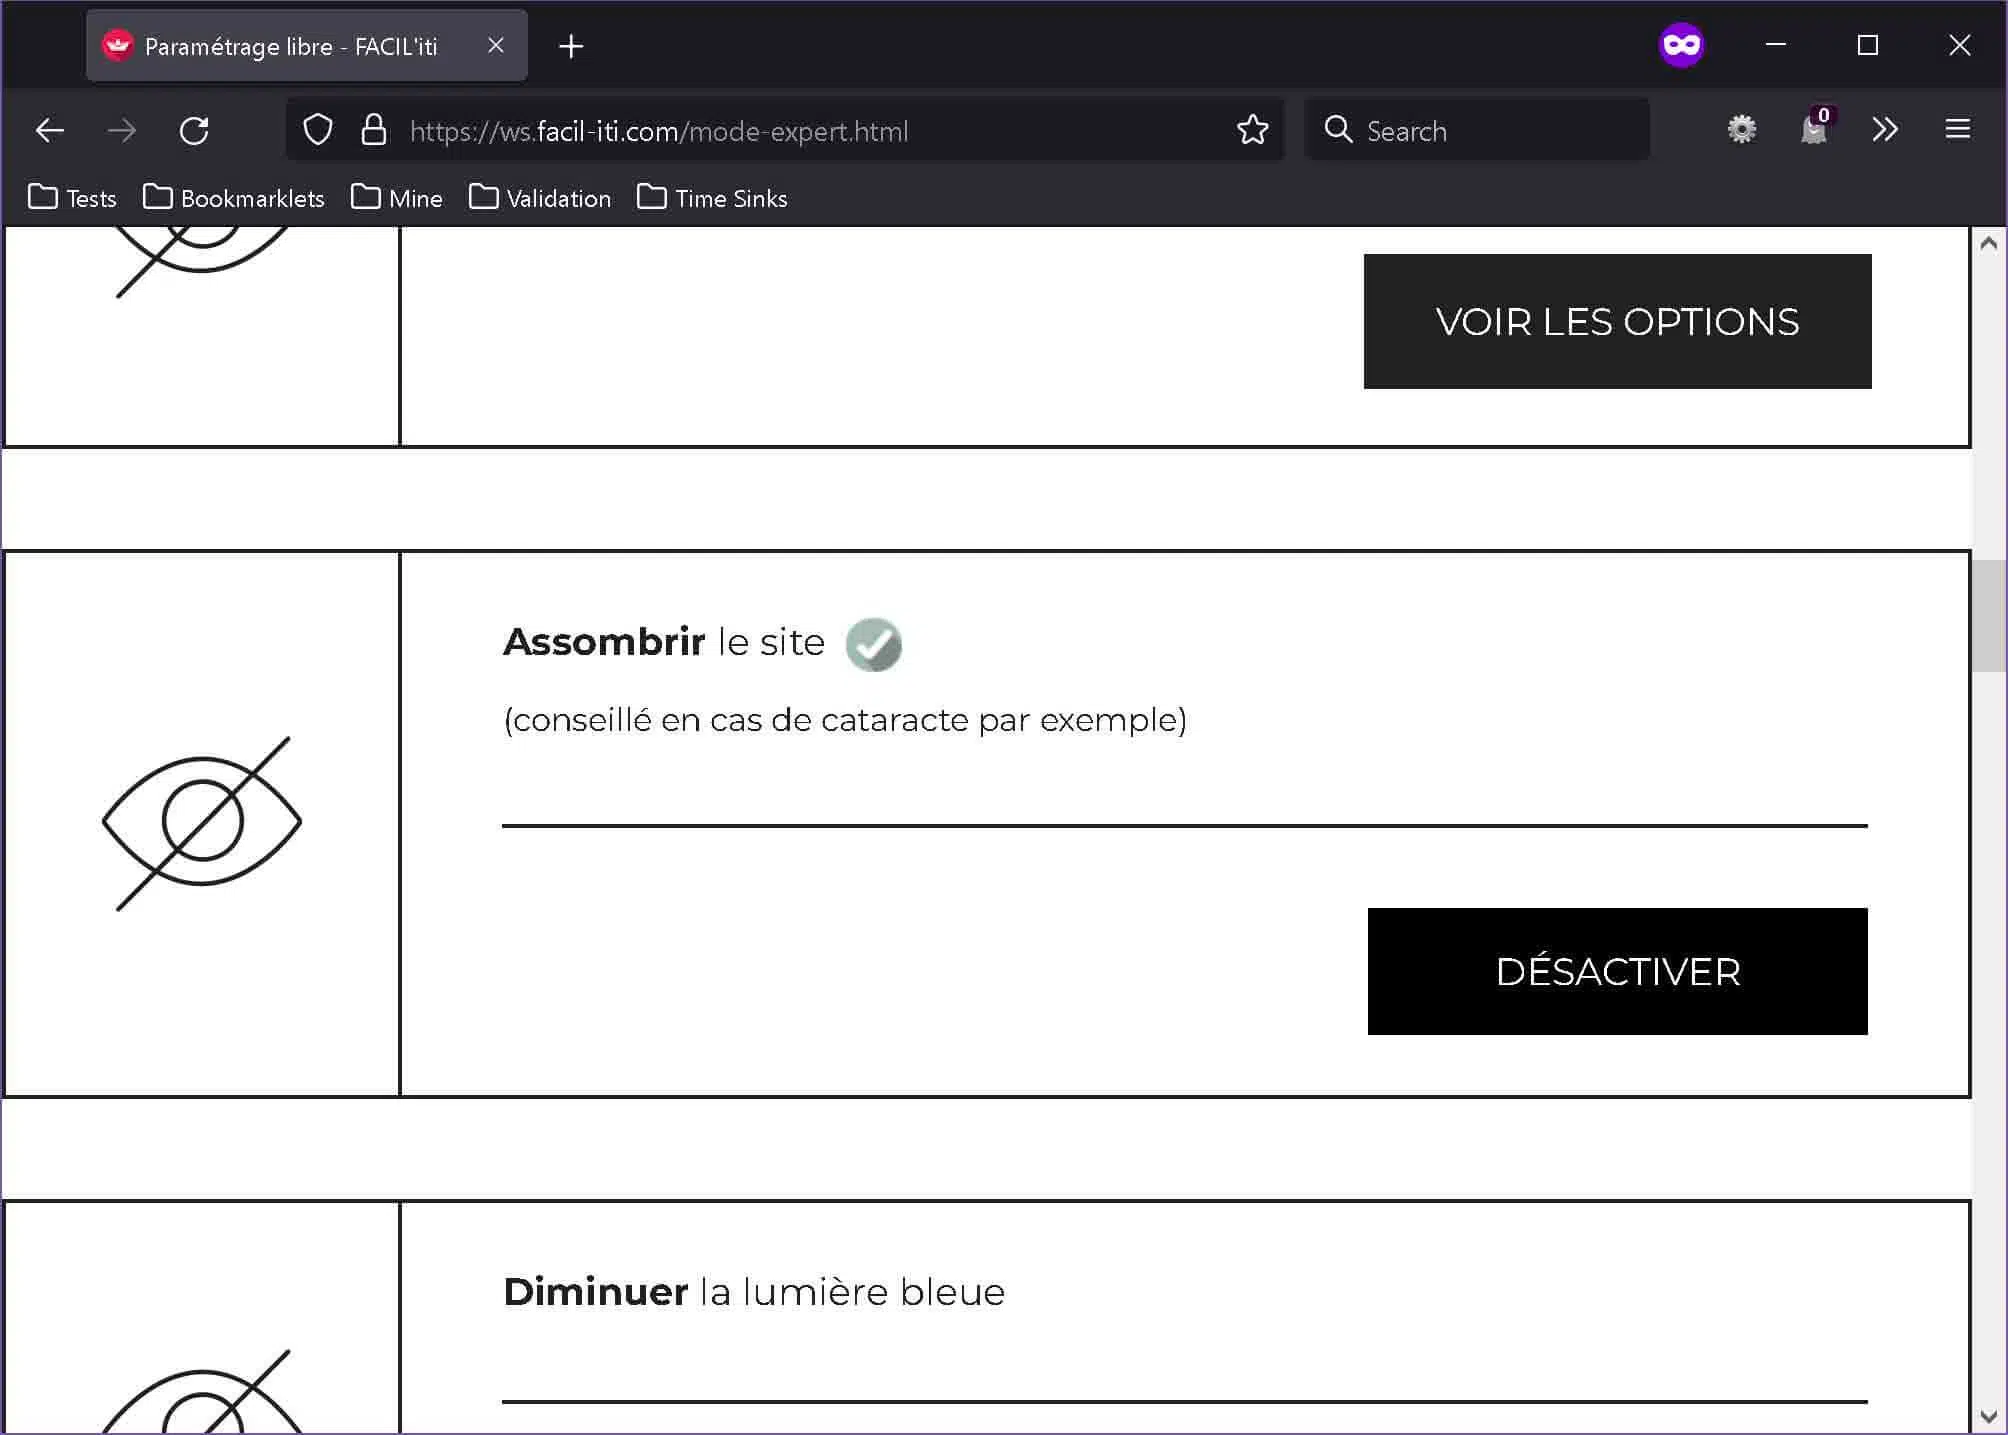 Paramétrage libre - FACIL'iti
https://ws.facil-iti.com/mode-expert.html
Search
0
Tests
Bookmarklets
Mine
Validation
Time Sinks
VOIR LES OPTIONS
Assombrir le site
(conseillé en cas de cataracte par exemple)
DÉSACTIVER
Diminuer la lumière bleue